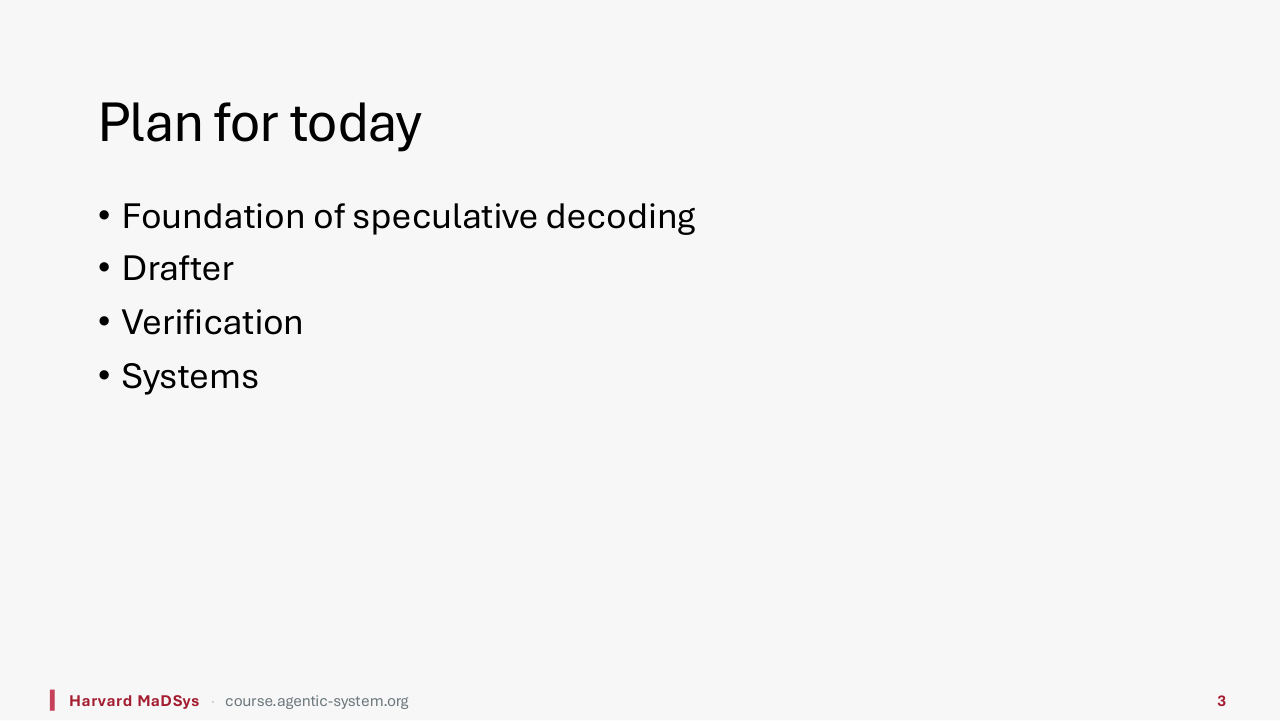 Plan for today
• Foundation of speculative decoding
• Drafter
• Verification
• Systems
Harvard MaDSys · course.agentic-system.org
3